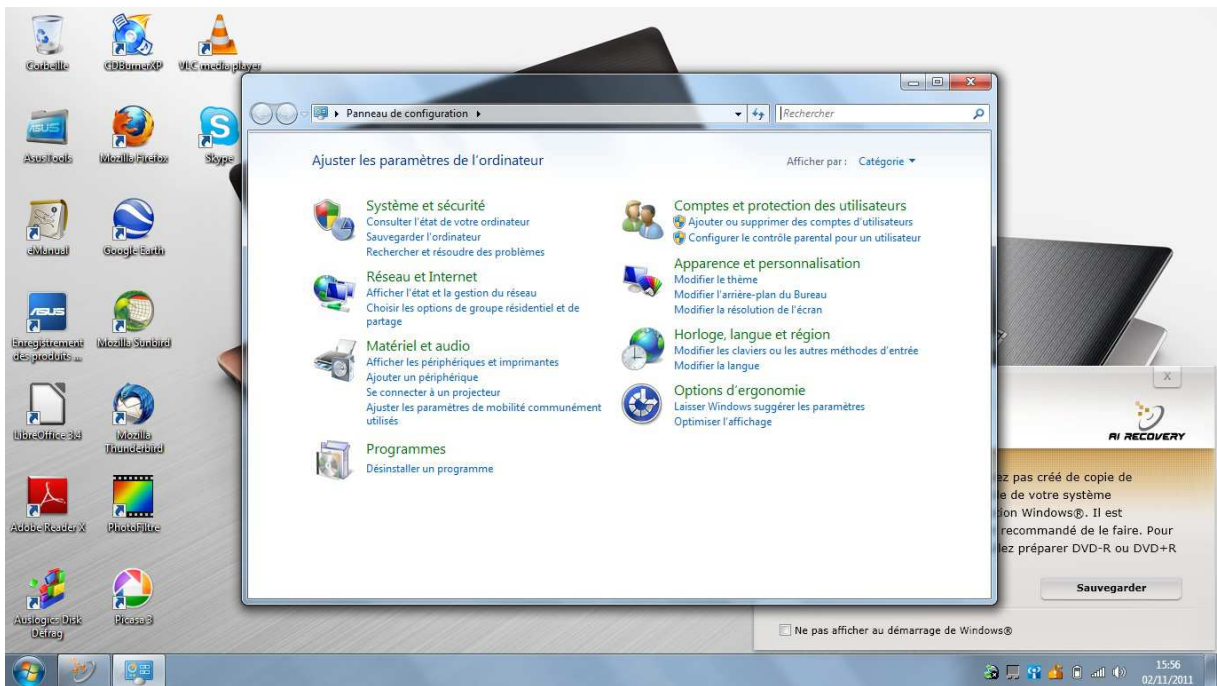 Corbeille
CDBurnerXP
VLC media player
AsusTools
Mozilla Firefox
Skype
eManual
Google Earth
ASUS
Enregistrement
des produits ...
Mozilla Sunbird
LibreOffice 3.4
Mozilla
Thunderbird
Adobe Reader X
PhotoFiltre
Auslogics Disk
Defrag
Picasa 3
Panneau de configuration
Rechercher
Ajuster les paramètres de l'ordinateur
Afficher par : Catégorie
Système et sécurité
Consulter l'état de votre ordinateur
Sauvegarder l'ordinateur
Rechercher et résoudre des problèmes
Réseau et Internet
Afficher l'état et la gestion du réseau
Choisir les options de groupe résidentiel et de
partage
Matériel et audio
Afficher les périphériques et imprimantes
Ajouter un périphérique
Se connecter à un projecteur
Ajuster les paramètres de mobilité communément
utilisés
Programmes
Désinstaller un programme
Comptes et protection des utilisateurs
Ajouter ou supprimer des comptes d'utilisateurs
Configurer le contrôle parental pour un utilisateur
Apparence et personnalisation
Modifier le thème
Modifier l'arrière-plan du Bureau
Modifier la résolution de l'écran
Horloge, langue et région
Modifier les claviers ou les autres méthodes d'entrée
Modifier la langue
Options d'ergonomie
Laisser Windows suggérer les paramètres
Optimiser l'affichage
X
AI RECOVERY
ez pas créé de copie de
e de votre système
ion Windows®. Il est
recommandé de le faire. Pour
lez préparer DVD-R ou DVD+R
Sauvegarder
Ne pas afficher au démarrage de Windows®
15:56
02/11/2011